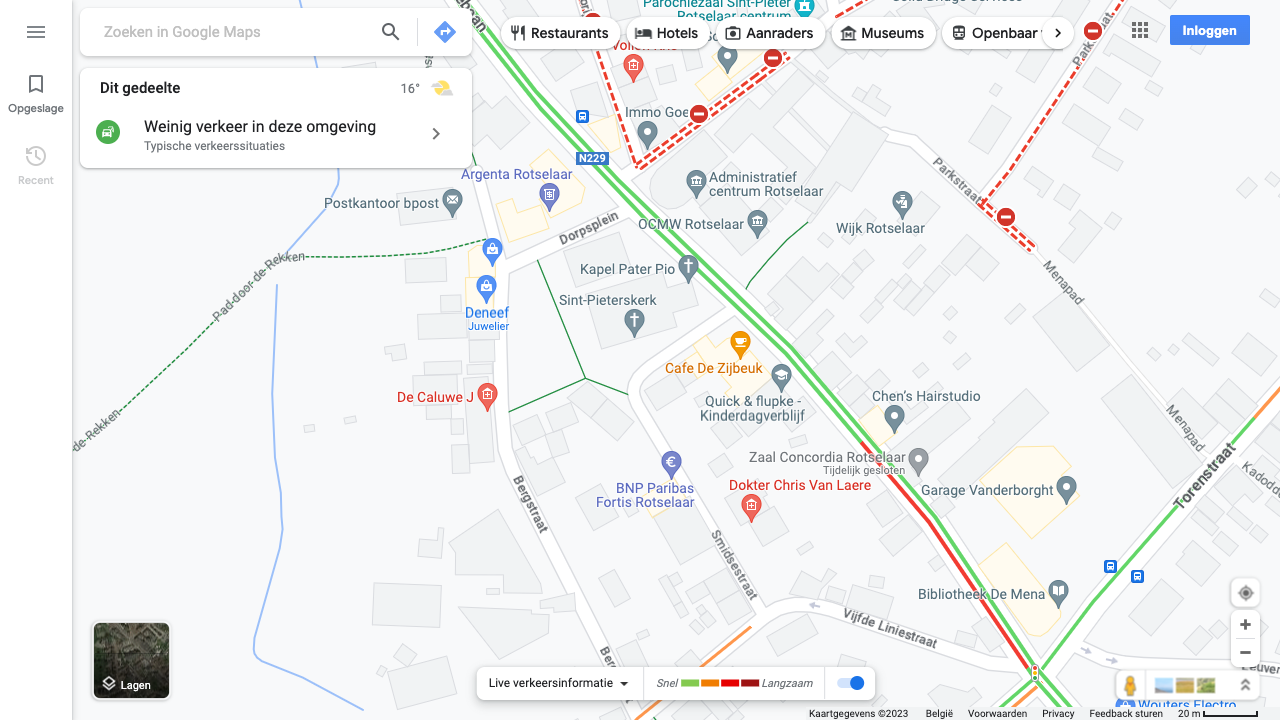 Zoeken in Google Maps
Restaurants
Hotels
Aanraders
Museums
Openbaar
Inloggen
Opgeslage
Recent
Dit gedeelte
16°
Weinig verkeer in deze omgeving
Typische verkeerssituaties
Parochiezaal Sint-Pieter
Rotselaar centrum
Immo Goe
N229
Argenta Rotselaar
Postkantoor bpost
Administratief
centrum Rotselaar
OCMW Rotselaar
Wijk Rotselaar
Parkstraat
Dorpsplein
Pad-door-de-Rekken
Kapel Pater Pio
Sint-Pieterskerk
Menapad
Deneef
Juwelier
Cafe De Zijbeuk
De Caluwe J
Quick & flupke -
Kinderdagverblijf
Chen's Hairstudio
Menapad
de-Rekken
Zaal Concordia Rotselaar
Tijdelijk gesloten
BNP Paribas
Fortis Rotselaar
Dokter Chris Van Laere
Garage Vanderborght
Torenstraat
Bergstraat
Smidsestraat
Bibliotheek De Mena
Vijfde Liniestraat
Lagen
Live verkeersinformatie
Snel
Langzaam
Wouters Electro
Kaartgegevens ©2023
België
Voorwaarden
Privacy
Feedback sturen
20 m